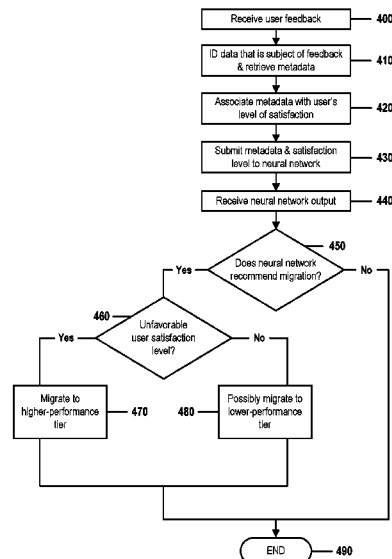 Receive user feedback
400
ID data that is subject of feedback
& retrieve metadata
410
Associate metadata with user's
level of satisfaction
420
Submit metadata & satisfaction
level to neural network
430
Receive neural network output
440
450
Does neural network
recommend migration?
Yes
No
460
Unfavorable
user satisfaction
level?
Yes
No
Migrate to
higher-performance
tier
470
480
Possibly migrate to
lower-performance
tier
END
490